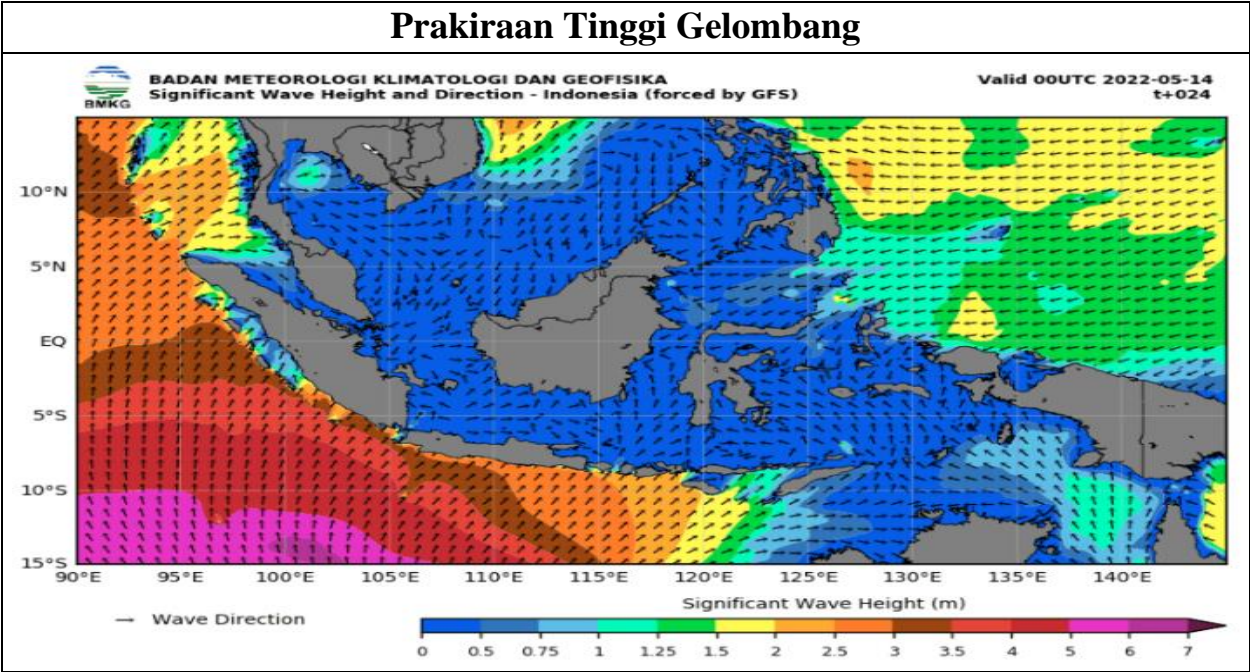 Prakiraan Tinggi Gelombang
BADAN METEOROLOGI KLIMATOLOGI DAN GEOFISIKA
Significant Wave Height and Direction - Indonesia (forced by GFS)
Valid 00UTC 2022-05-14
t+024
BMKG
10°N
5°N
EQ
5°S
10°S
15°S
90°E 95°E 100°E 105°E 110°E 115°E 120°E 125°E 130°E 135°E 140°E
Significant Wave Height (m)
→ Wave Direction
0 0.5 0.75 1 1.25 1.5 2 2.5 3 3.5 4 5 6 7